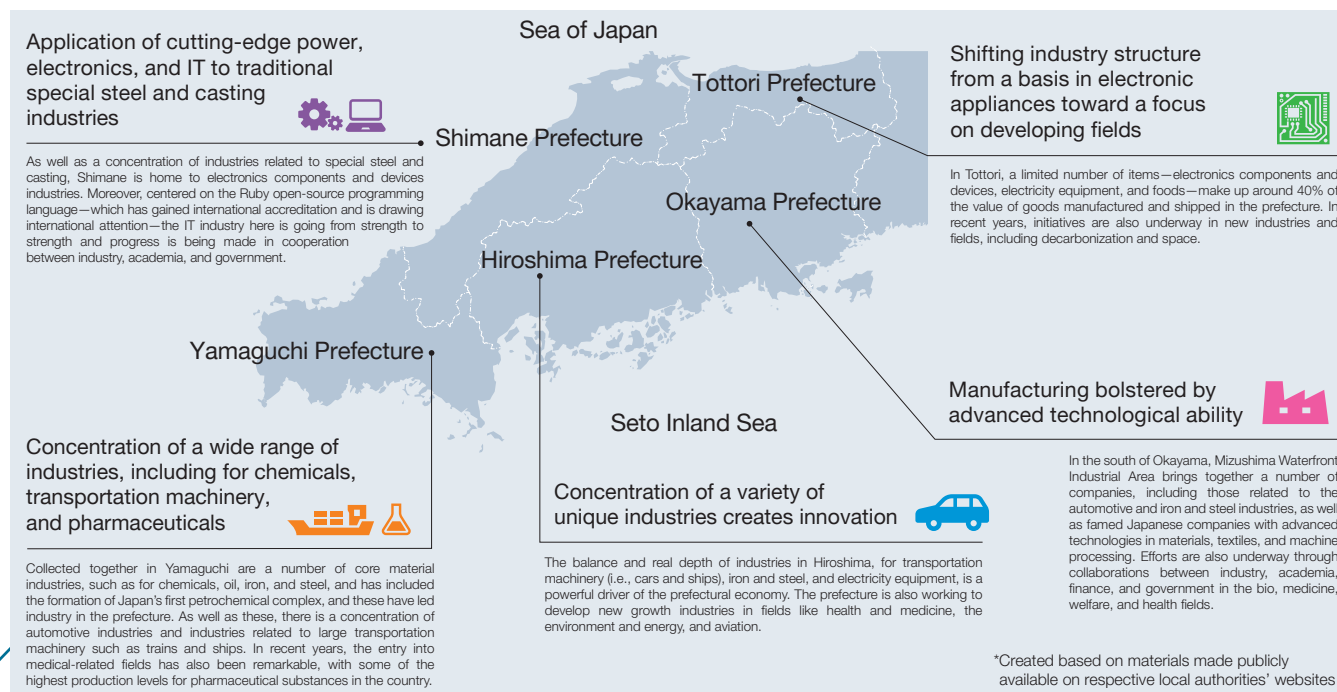 Application of cutting-edge power,
electronics, and IT to traditional
special steel and casting
industries
As well as a concentration of industries related to special steel and
casting, Shimane is home to electronics components and devices
industries. Moreover, centered on the Ruby open-source programming
language—which has gained international accreditation and is drawing
international attention—the IT industry here is going from strength to
strength and progress is being made in cooperation
between industry, academia, and government.
Sea of Japan
Tottori Prefecture
Shimane Prefecture
Okayama Prefecture
Hiroshima Prefecture
Yamaguchi Prefecture
Seto Inland Sea
Shifting industry structure
from a basis in electronic
appliances toward a focus
on developing fields
In Tottori, a limited number of items—electronics components and
devices, electricity equipment, and foods—make up around 40% of
the value of goods manufactured and shipped in the prefecture. In
recent years, initiatives are also underway in new industries and
fields, including decarbonization and space.
Concentration of a wide range of
industries, including for chemicals,
transportation machinery,
and pharmaceuticals
Collected together in Yamaguchi are a number of core material
industries, such as for chemicals, oil, iron, and steel, and has included
the formation of Japan's first petrochemical complex, and these have led
industry in the prefecture. As well as these, there is a concentration of
automotive industries and industries related to large transportation
machinery such as trains and ships. In recent years, the entry into
medical-related fields has also been remarkable, with some of the
highest production levels for pharmaceutical substances in the country.
Concentration of a variety of
unique industries creates innovation
The balance and real depth of industries in Hiroshima, for transportation
machinery (i.e., cars and ships), iron and steel, and electricity equipment, is a
powerful driver of the prefectural economy. The prefecture is also working to
develop new growth industries in fields like health and medicine, the
environment and energy, and aviation.
Manufacturing bolstered by
advanced technological ability
In the south of Okayama, Mizushima Waterfront
Industrial Area brings together a number of
companies, including those related to the
automotive and iron and steel industries, as well
as famed Japanese companies with advanced
technologies in materials, textiles, and machine
processing. Efforts are also underway through
collaborations between industry, academia,
finance, and government in the bio, medicine,
welfare, and health fields.
*Created based on materials made publicly
available on respective local authorities' websites